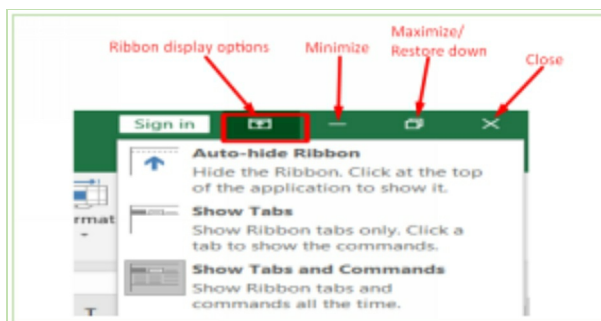 Maximize/
Ribbon display options Minimize Restore down
Close
Sign in
Auto-hide Ribbon
Hide the Ribbon. Click at the top
of the application to show it.
rmat
Show Tabs
Show Ribbon tabs only. Click a
tab to show the commands.
Show Tabs and Commands
Show Ribbon tabs and
commands all the time.
T